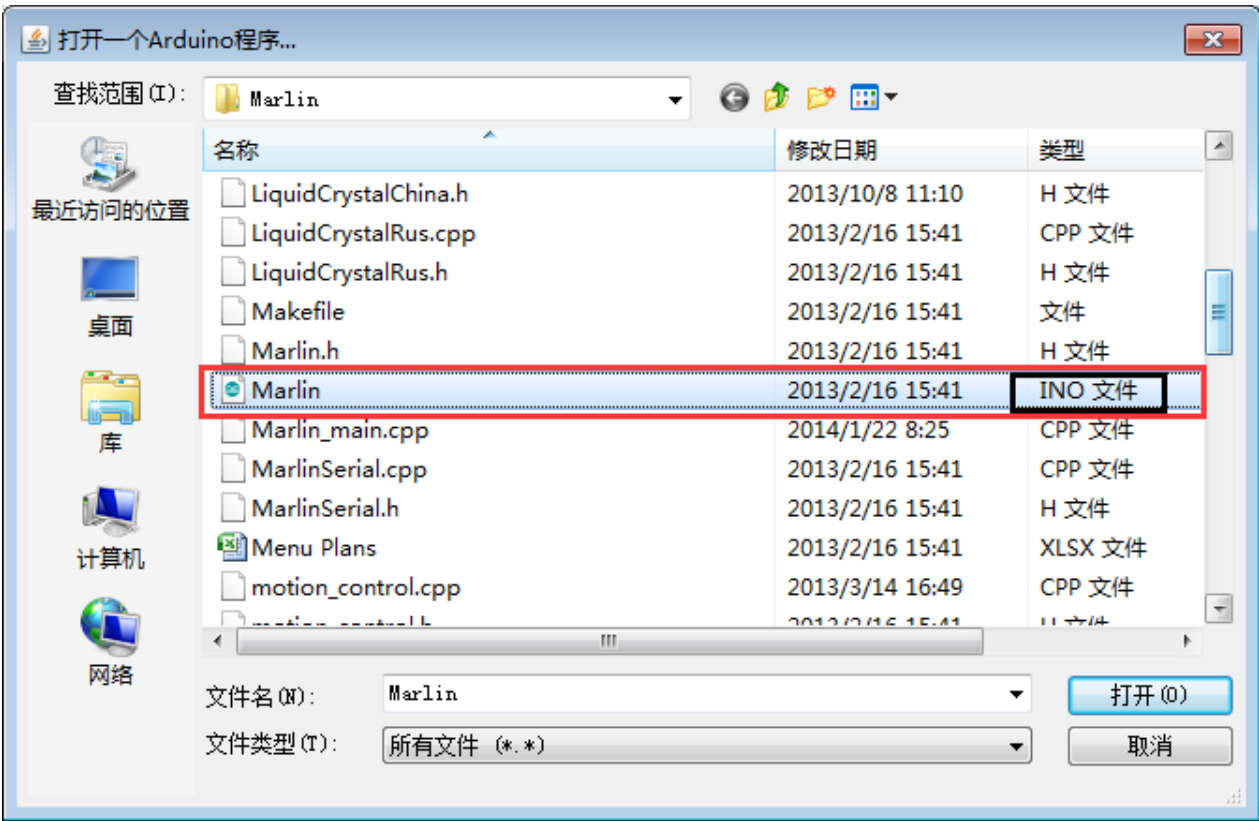 打开一个Arduino程序...
查找范围(I):
Marlin
名称 修改日期 类型
最近访问的位置
桌面
库
计算机
网络
LiquidCrystalChina.h 2013/10/8 11:10 H 文件
LiquidCrystalRus.cpp 2013/2/16 15:41 CPP 文件
LiquidCrystalRus.h 2013/2/16 15:41 H 文件
Makefile 2013/2/16 15:41 文件
Marlin.h 2013/2/16 15:41 H 文件
Marlin 2013/2/16 15:41 INO 文件
Marlin_main.cpp 2014/1/22 8:25 CPP 文件
MarlinSerial.cpp 2013/2/16 15:41 CPP 文件
MarlinSerial.h 2013/2/16 15:41 H 文件
Menu Plans 2013/2/16 15:41 XLSX 文件
motion_control.cpp 2013/3/14 16:49 CPP 文件
文件名(N): Marlin 打开(O)
文件类型(T): 所有文件 (*.*) 取消